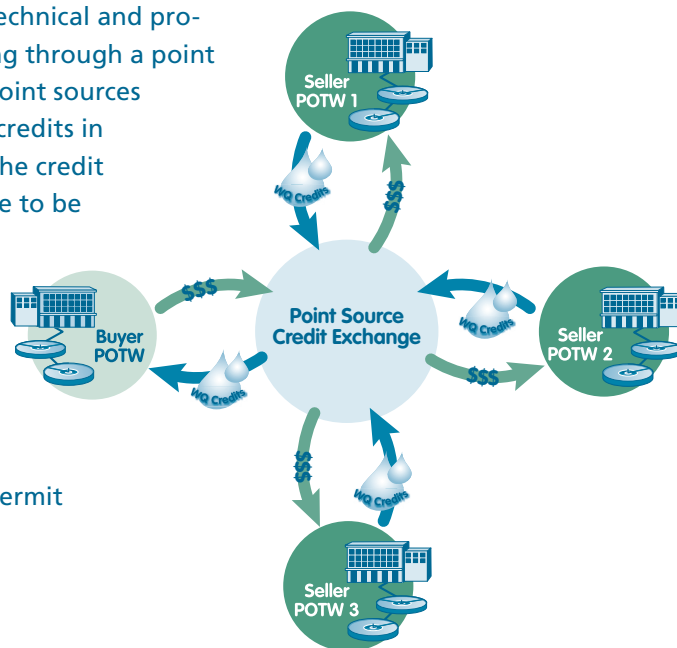 echnical and pro-
ng through a point
oint sources
credits in
he credit
e to be
ermit
Seller
POTW 1
WQ Credits
$$$
Buyer
POTW
$$$
WQ Credits
Point Source
Credit Exchange
WQ Credits
$$$
Seller
POTW 2
$$$
WQ Credits
Seller
POTW 3